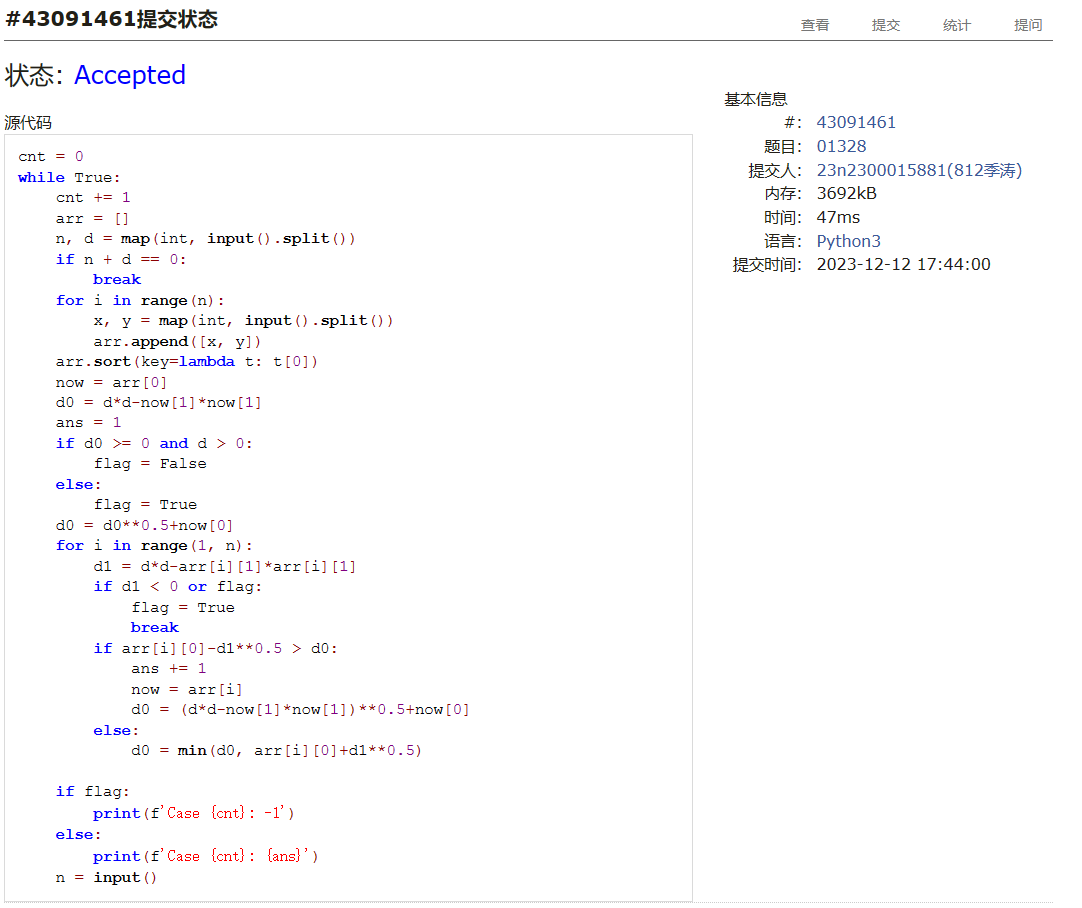 #43091461提交状态
查看 提交 统计 提问
状态: Accepted
源代码
cnt = 0
while True:
    cnt += 1
    arr = []
    n, d = map(int, input().split())
    if n + d == 0:
        break
    for i in range(n):
        x, y = map(int, input().split())
        arr.append([x, y])
    arr.sort(key=lambda t: t[0])
    now = arr[0]
    d0 = d*d-now[1]*now[1]
    ans = 1
    if d0 >= 0 and d > 0:
        flag = False
    else:
        flag = True
    d0 = d0**0.5+now[0]
    for i in range(1, n):
        d1 = d*d-arr[i][1]*arr[i][1]
        if d1 < 0 or flag:
            flag = True
            break
        if arr[i][0]-d1**0.5 > d0:
            ans += 1
            now = arr[i]
            d0 = (d*d-now[1]*now[1])**0.5+now[0]
        else:
            d0 = min(d0, arr[i][0]+d1**0.5)
    if flag:
        print(f'Case {cnt}: -1')
    else:
        print(f'Case {cnt}: {ans}')
    n = input()
基本信息
#: 43091461
题目: 01328
提交人: 23n2300015881(812季涛)
内存: 3692kB
时间: 47ms
语言: Python3
提交时间: 2023-12-12 17:44:00